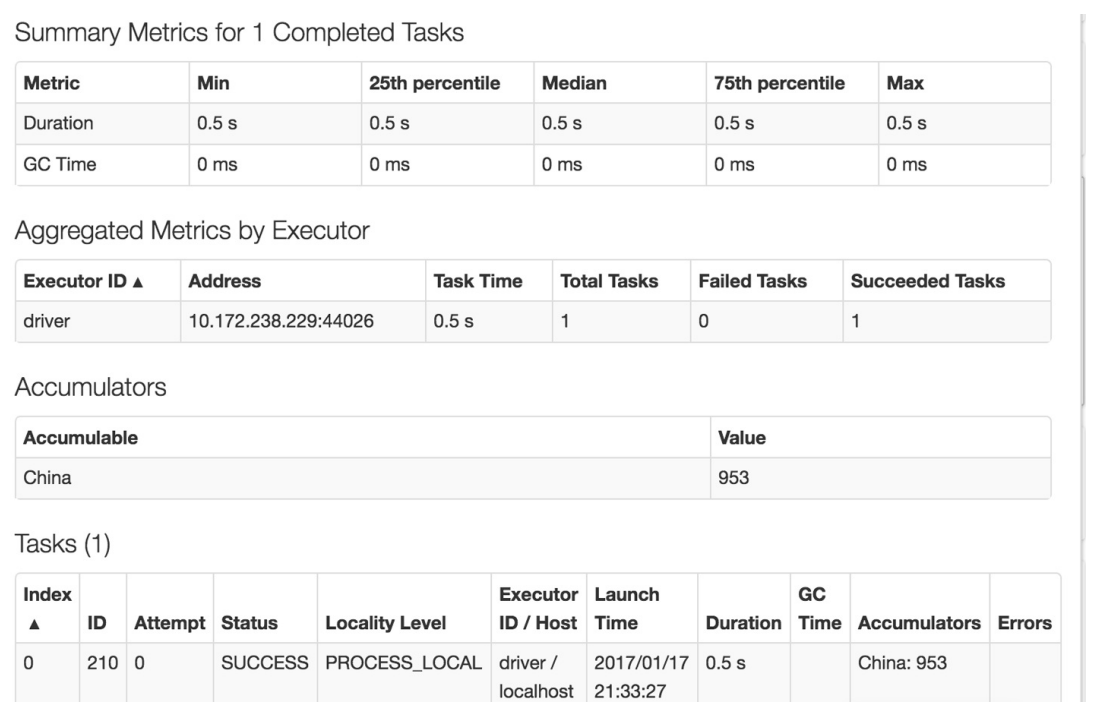 Summary Metrics for 1 Completed Tasks
Metric Min 25th percentile Median 75th percentile Max
Duration 0.5 s 0.5 s 0.5 s 0.5 s 0.5 s
GC Time 0 ms 0 ms 0 ms 0 ms 0 ms
Aggregated Metrics by Executor
Executor ID ▲ Address Task Time Total Tasks Failed Tasks Succeeded Tasks
driver 10.172.238.229:44026 0.5 s 1 0 1
Accumulators
Accumulable Value
China 953
Tasks (1)
Index Executor Launch GC
▲ ID Attempt Status Locality Level ID / Host Time Duration Time Accumulators Errors
0 210 0 SUCCESS PROCESS_LOCAL driver / 2017/01/17 0.5 s China: 953
localhost 21:33:27